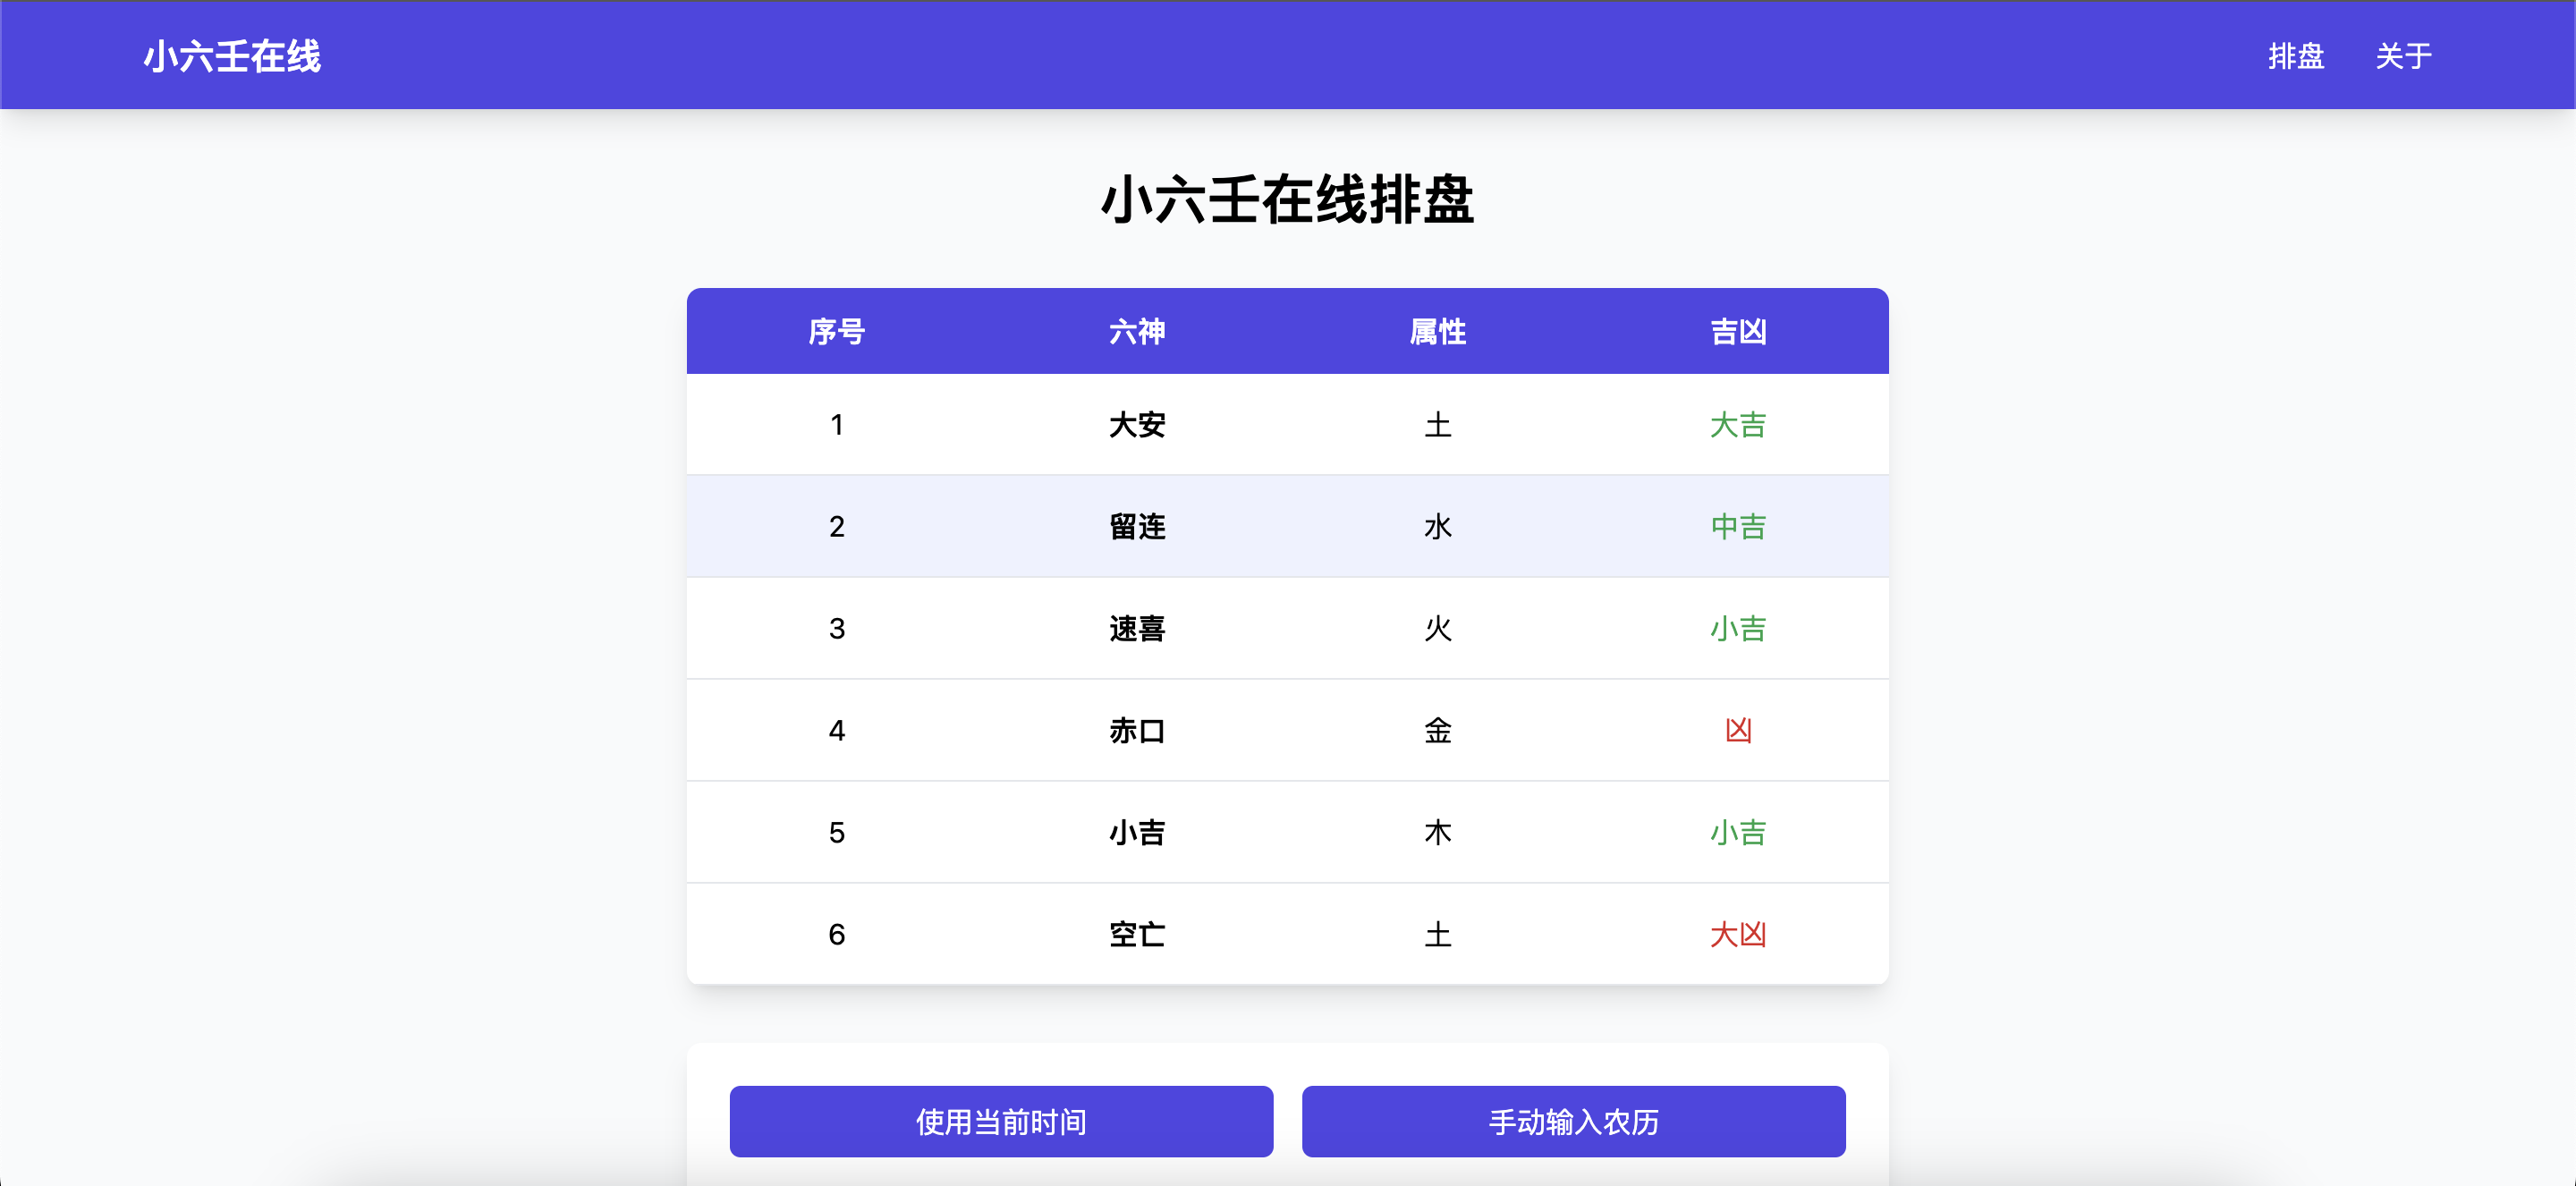 小六壬在线 排盘 关于
小六壬在线排盘
序号 六神 属性 吉凶
1 大安 土 大吉
2 留连 水 中吉
3 速喜 火 小吉
4 赤口 金 凶
5 小吉 木 小吉
6 空亡 土 大凶
使用当前时间 手动输入农历